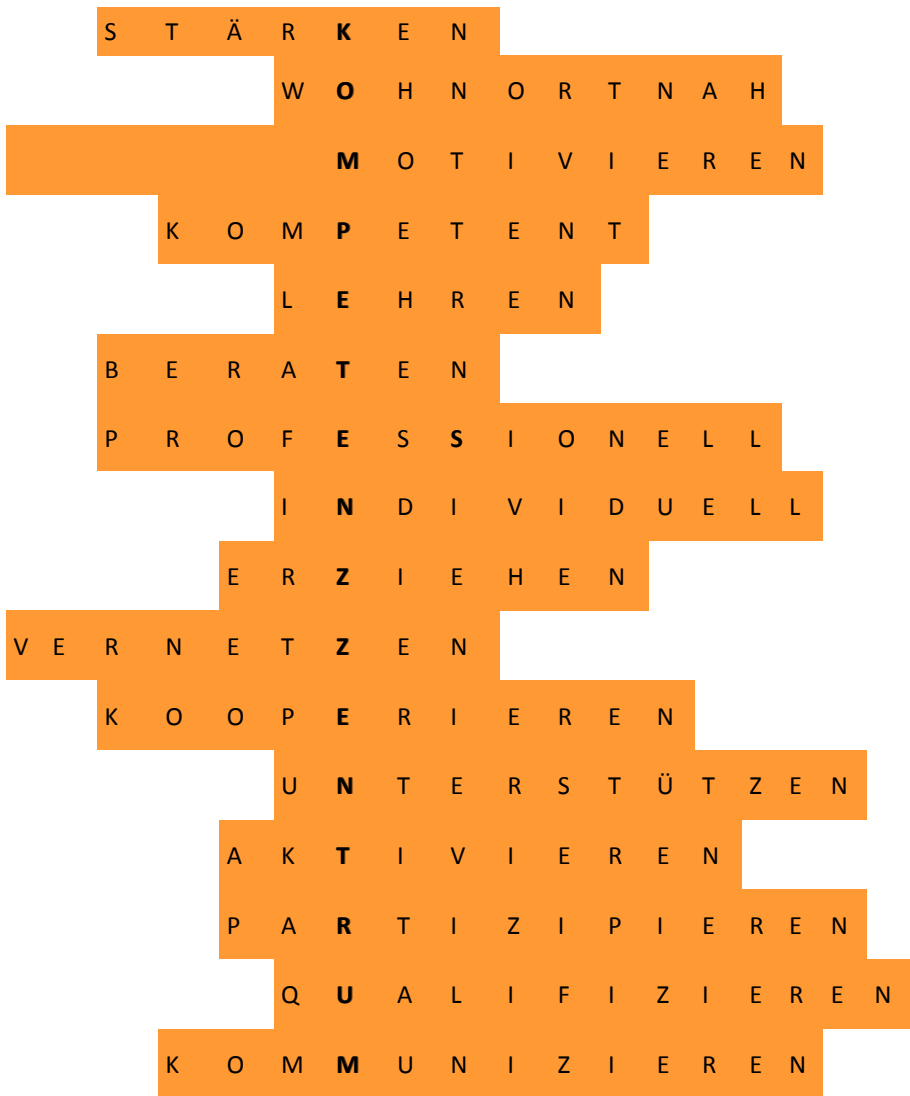 STÄRKEN
WOHNORTNAH
MOTIVIEREN
KOMPETENT
LEHREN
BERATEN
PROFESSIONELL
INDIVIDUELL
ERZIEHEN
VERNETZEN
KOOPERIEREN
UNTERSTÜTZEN
AKTIVIEREN
PARTIZIPIEREN
QUALIFIZIEREN
KOMMUNIZIEREN